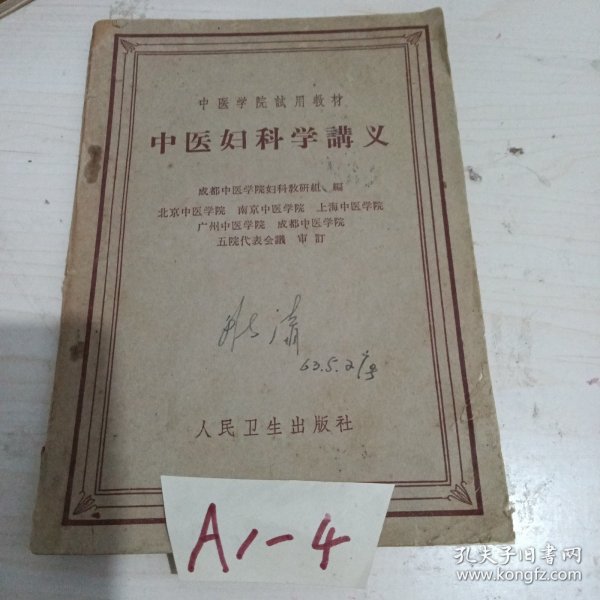 中医学院試用教材
中医妇科学講义
成都中医学院妇科教研組 編
北京中医学院 南京中医学院 上海中医学院
广州中医学院 成都中医学院
五院代表会議 审訂
63.5.2号
人民卫生出版社
A1-4
孔夫子旧书网
www.kongfz.com